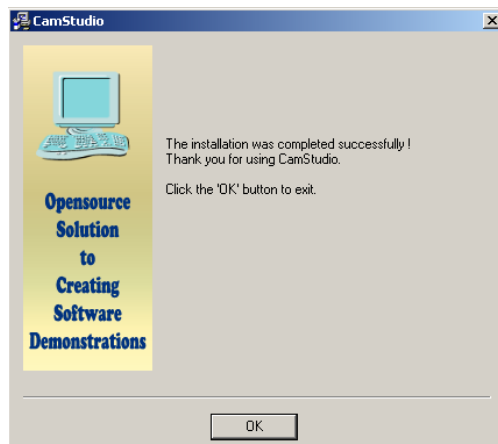 CamStudio
The installation was completed successfully !
Thank you for using CamStudio.
Click the 'OK' button to exit.
Opensource
Solution
to
Creating
Software
Demonstrations
OK